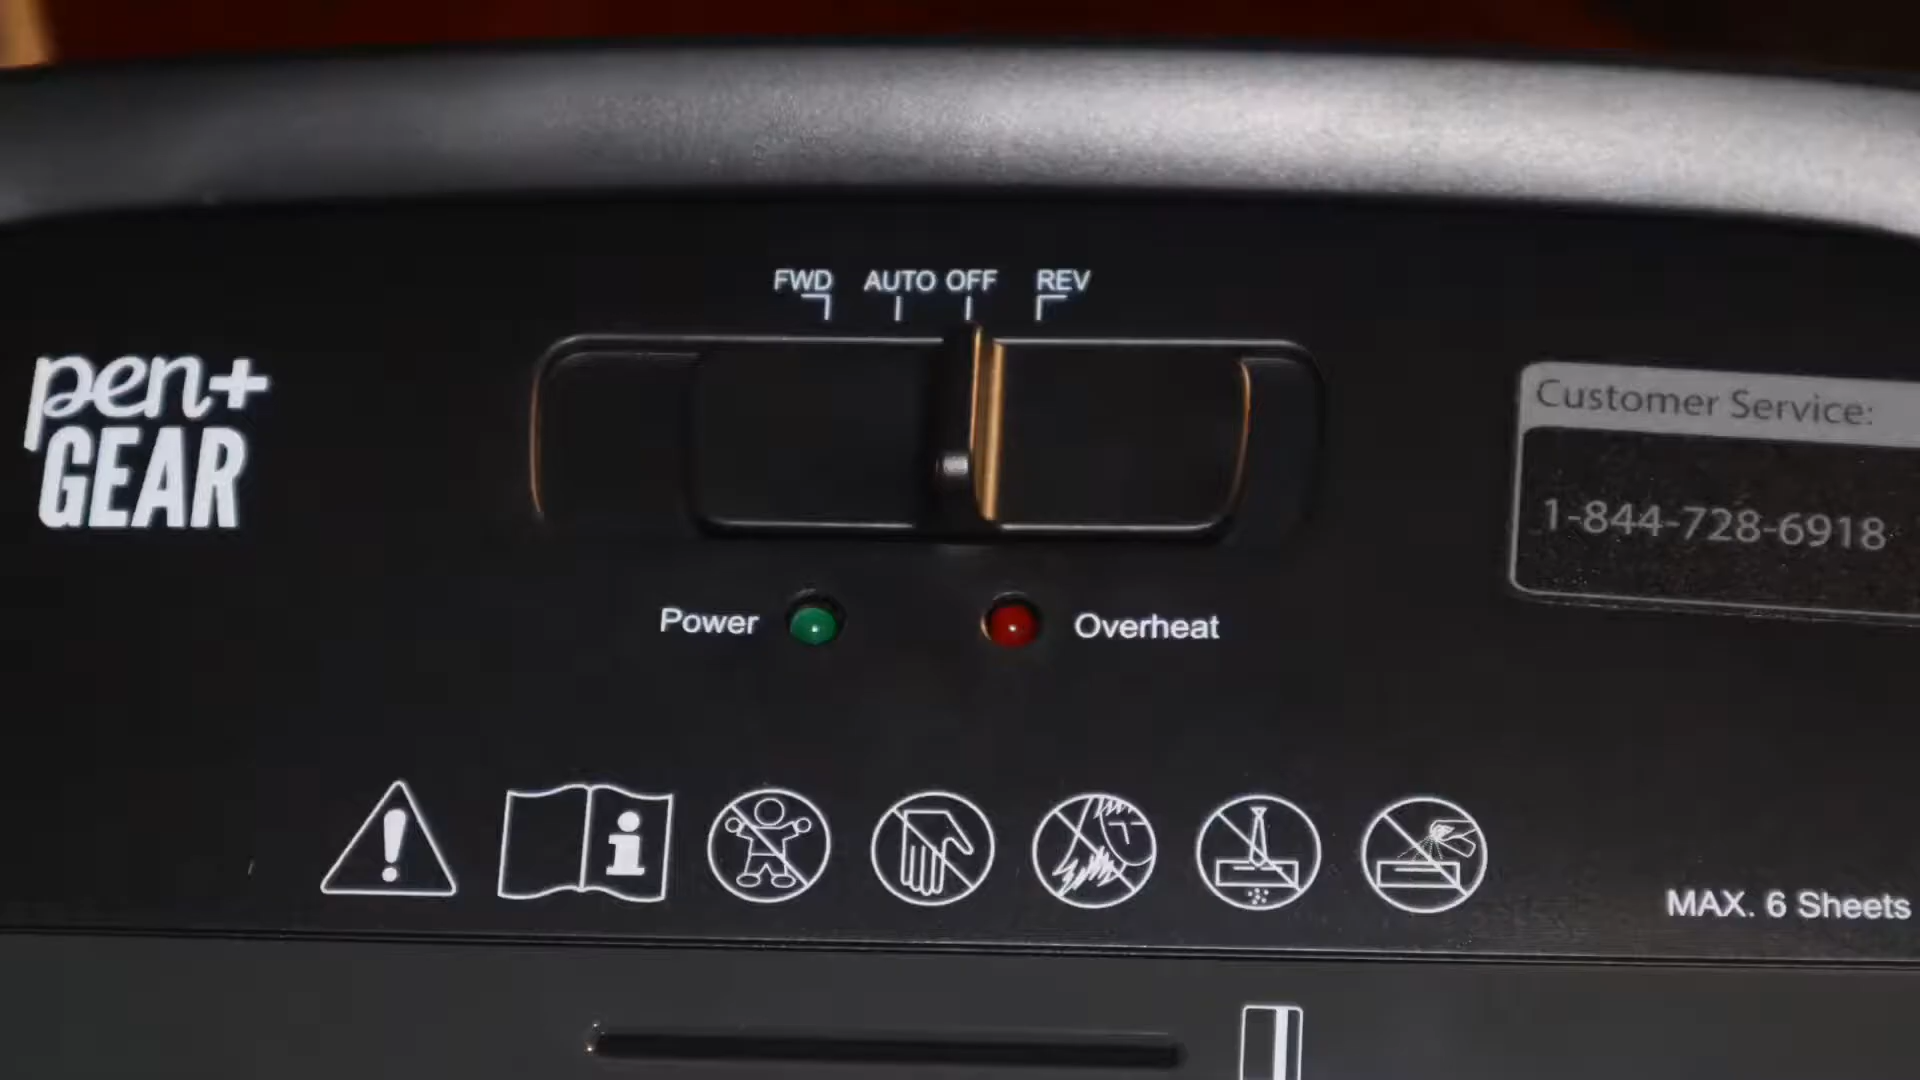 FWD AUTO OFF REV
pen+
GEAR
Customer Service:
1-844-728-6918
Power
Overheat
MAX. 6 Sheets